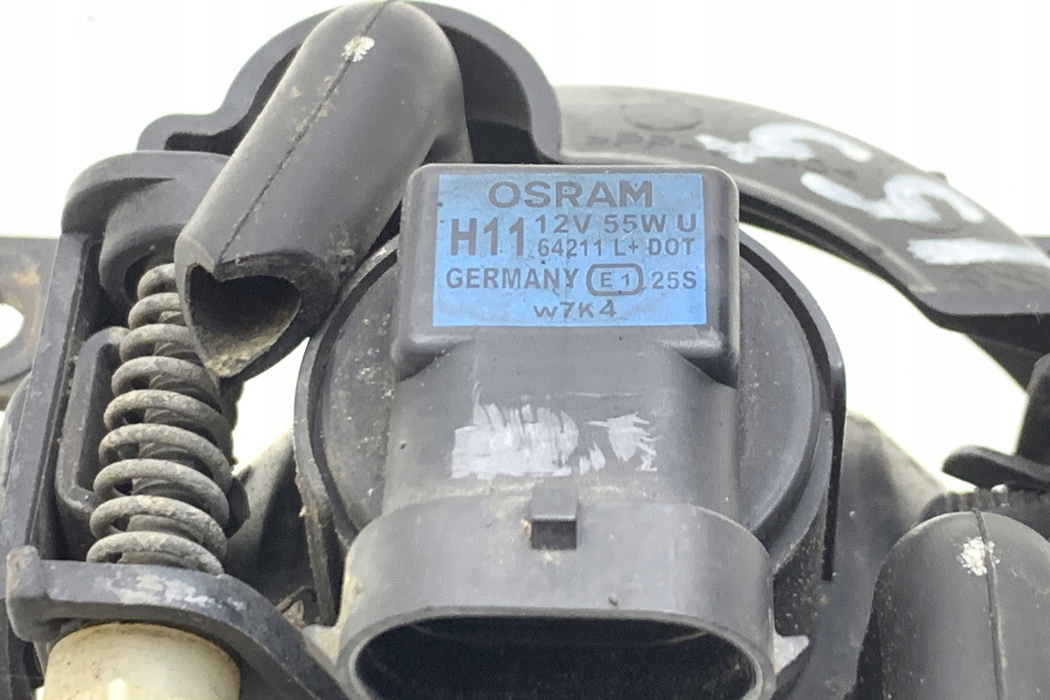 OSRAM
H11 12V 55W U
64211 L+ DOT
GERMANY E1 25S
w7K4